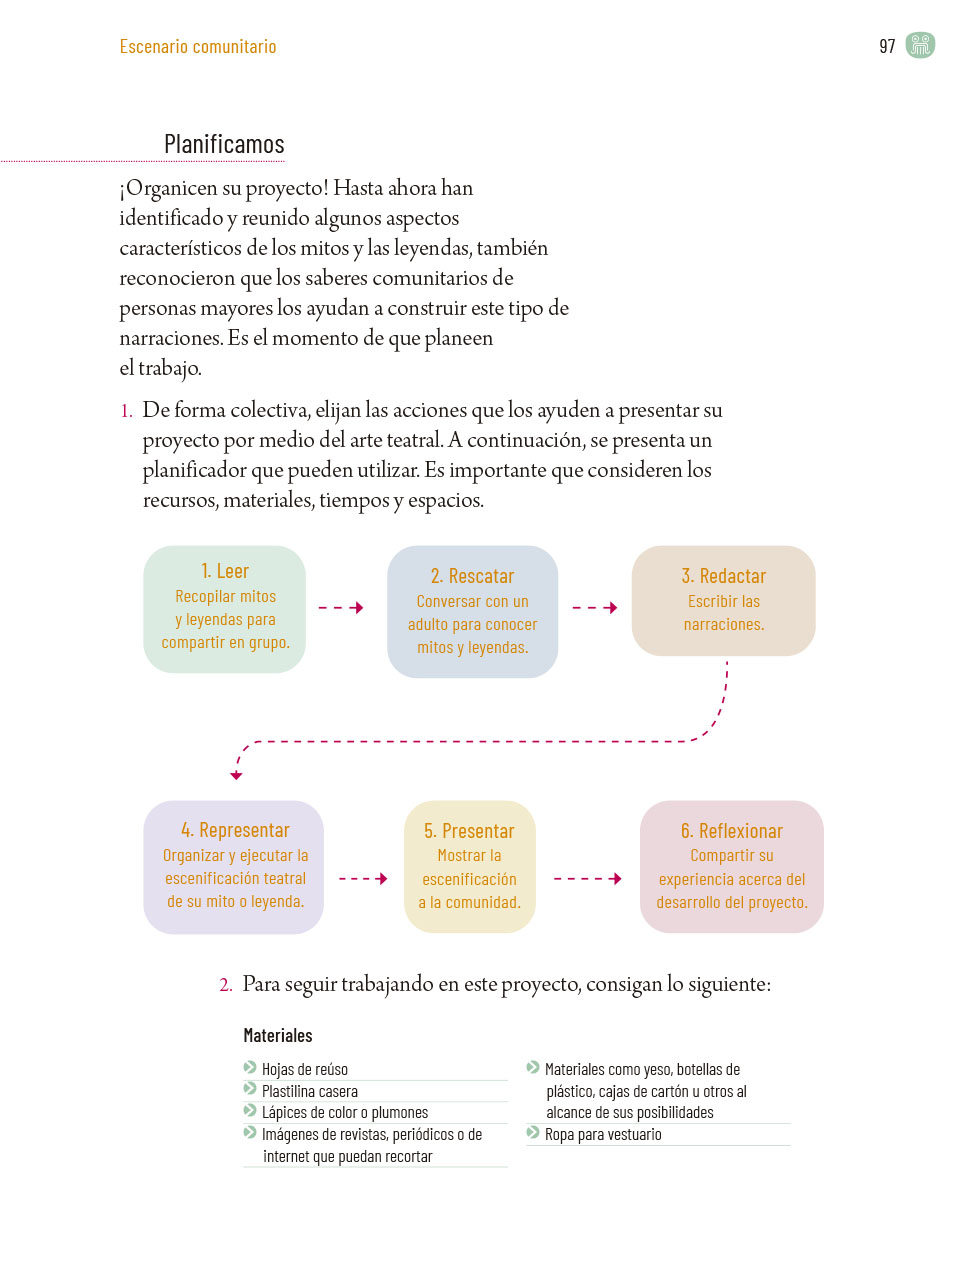 Escenario comunitario
97
Planificamos
¡Organicen su proyecto! Hasta ahora han
identificado y reunido algunos aspectos
característicos de los mitos y las leyendas, también
reconocieron que los saberes comunitarios de
personas mayores los ayudan a construir este tipo de
narraciones. Es el momento de que planeen
el trabajo.
1. De forma colectiva, elijan las acciones que los ayuden a presentar su
proyecto por medio del arte teatral. A continuación, se presenta un
planificador que pueden utilizar. Es importante que consideren los
recursos, materiales, tiempos y espacios.
1. Leer
Recopilar mitos
y leyendas para
compartir en grupo.
2. Rescatar
Conversar con un
adulto para conocer
mitos y leyendas.
3. Redactar
Escribir las
narraciones.
4. Representar
Organizar y ejecutar la
escenificación teatral
de su mito o leyenda.
5. Presentar
Mostrar la
escenificación
a la comunidad.
6. Reflexionar
Compartir su
experiencia acerca del
desarrollo del proyecto.
2. Para seguir trabajando en este proyecto, consigan lo siguiente:
Materiales
Hojas de reúso
Plastilina casera
Lápices de color o plumones
Imágenes de revistas, periódicos o de
internet que puedan recortar
Materiales como yeso, botellas de
plástico, cajas de cartón u otros al
alcance de sus posibilidades
Ropa para vestuario